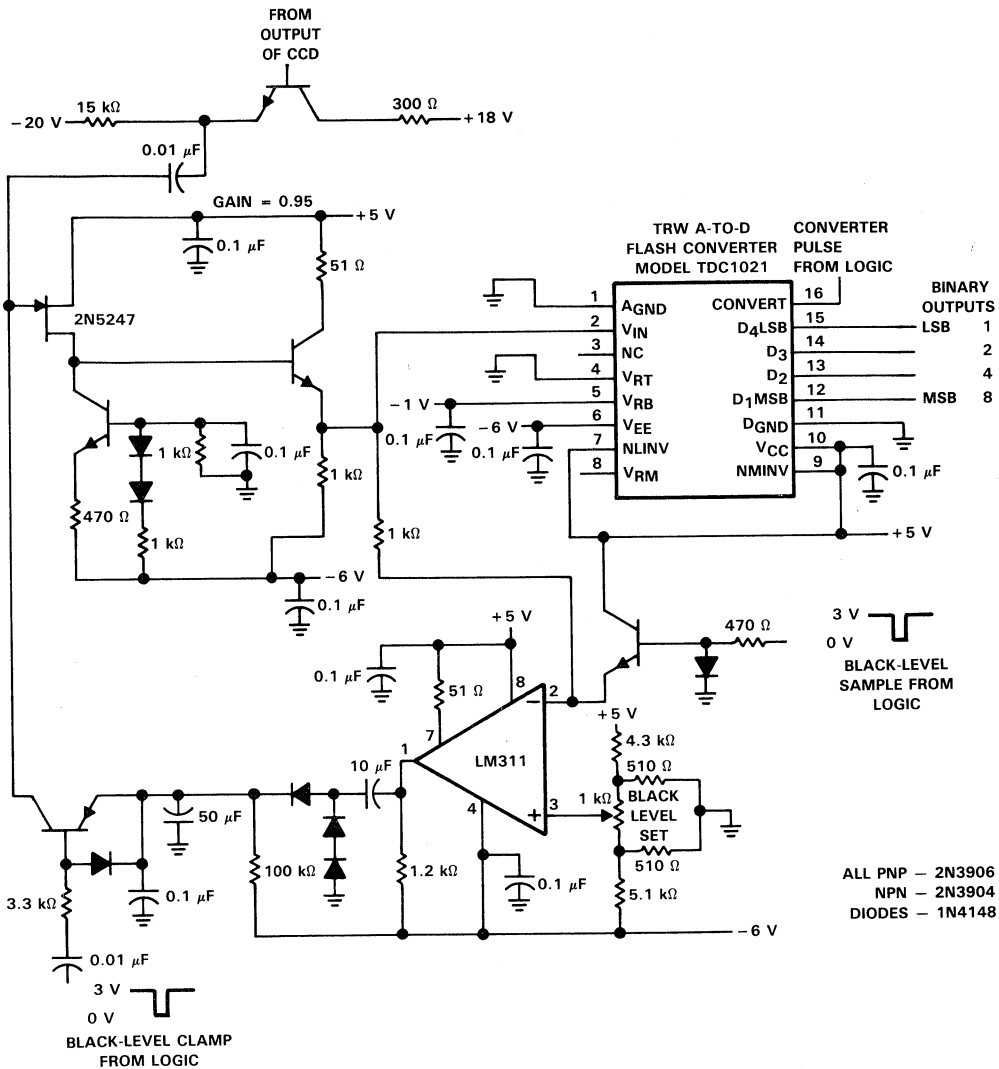 FROM
OUTPUT
OF CCD
15 kΩ
300 Ω
−20 V
+18 V
0.01 μF
GAIN = 0.95
+5 V
0.1 μF
51 Ω
2N5247
TRW A-TO-D
FLASH CONVERTER
MODEL TDC1021
CONVERTER
PULSE
FROM LOGIC
BINARY
OUTPUTS
1 AGND
CONVERT 16
2 VIN
D4LSB 15
LSB 1
3 NC
D3 14
2
4 VRT
D2 13
4
−1 V
5 VRB
D1MSB 12
MSB 8
−6 V
6 VEE
DGND 11
0.1 μF
0.1 μF
7 NLINV
VCC 10
8 VRM
NMINV 9
0.1 μF
1 kΩ
0.1 μF
1 kΩ
470 Ω
1 kΩ
1 kΩ
+5 V
−6 V
0.1 μF
470 Ω
3 V
0 V
BLACK-LEVEL
SAMPLE FROM
LOGIC
+5 V
0.1 μF
51 Ω
8
2
−
7
LM311
1
4
3
+
+5 V
4.3 kΩ
510 Ω
1 kΩ
BLACK
LEVEL
SET
510 Ω
5.1 kΩ
10 μF
50 μF
100 kΩ
1.2 kΩ
0.1 μF
0.1 μF
3.3 kΩ
−6 V
0.01 μF
3 V
0 V
BLACK-LEVEL CLAMP
FROM LOGIC
ALL PNP − 2N3906
NPN − 2N3904
DIODES − 1N4148